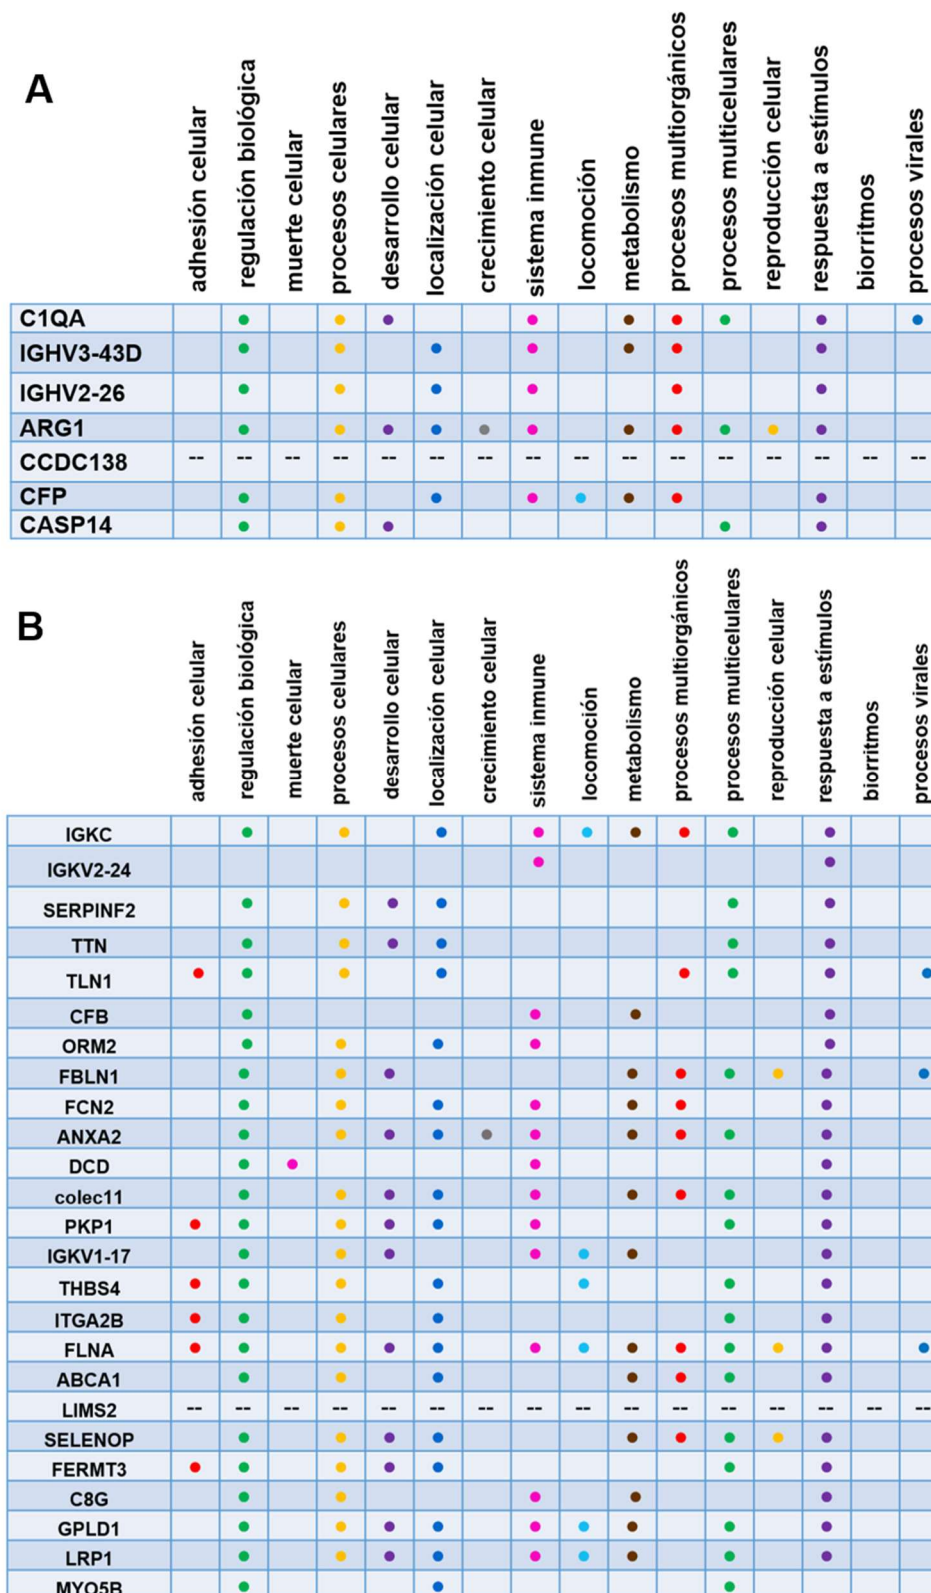 A
adhesión celular
regulación biológica
muerte celular
procesos celulares
desarrollo celular
localización celular
crecimiento celular
sistema inmune
locomoción
metabolismo
procesos multiorgánicos
procesos multicelulares
reproducción celular
respuesta a estímulos
biorritmos
procesos virales
C1QA
IGHV3-43D
IGHV2-26
ARG1
CCDC138 -- -- -- -- -- -- -- -- -- -- -- -- -- -- -- --
CFP
CASP14
B
adhesión celular
regulación biológica
muerte celular
procesos celulares
desarrollo celular
localización celular
crecimiento celular
sistema inmune
locomoción
metabolismo
procesos multiorgánicos
procesos multicelulares
reproducción celular
respuesta a estímulos
biorritmos
procesos virales
IGKC
IGKV2-24
SERPINF2
TTN
TLN1
CFB
ORM2
FBLN1
FCN2
ANXA2
DCD
colec11
PKP1
IGKV1-17
THBS4
ITGA2B
FLNA
ABCA1
LIMS2 -- -- -- -- -- -- -- -- -- -- -- -- -- -- -- --
SELENOP
FERMT3
C8G
GPLD1
LRP1
MYO5B